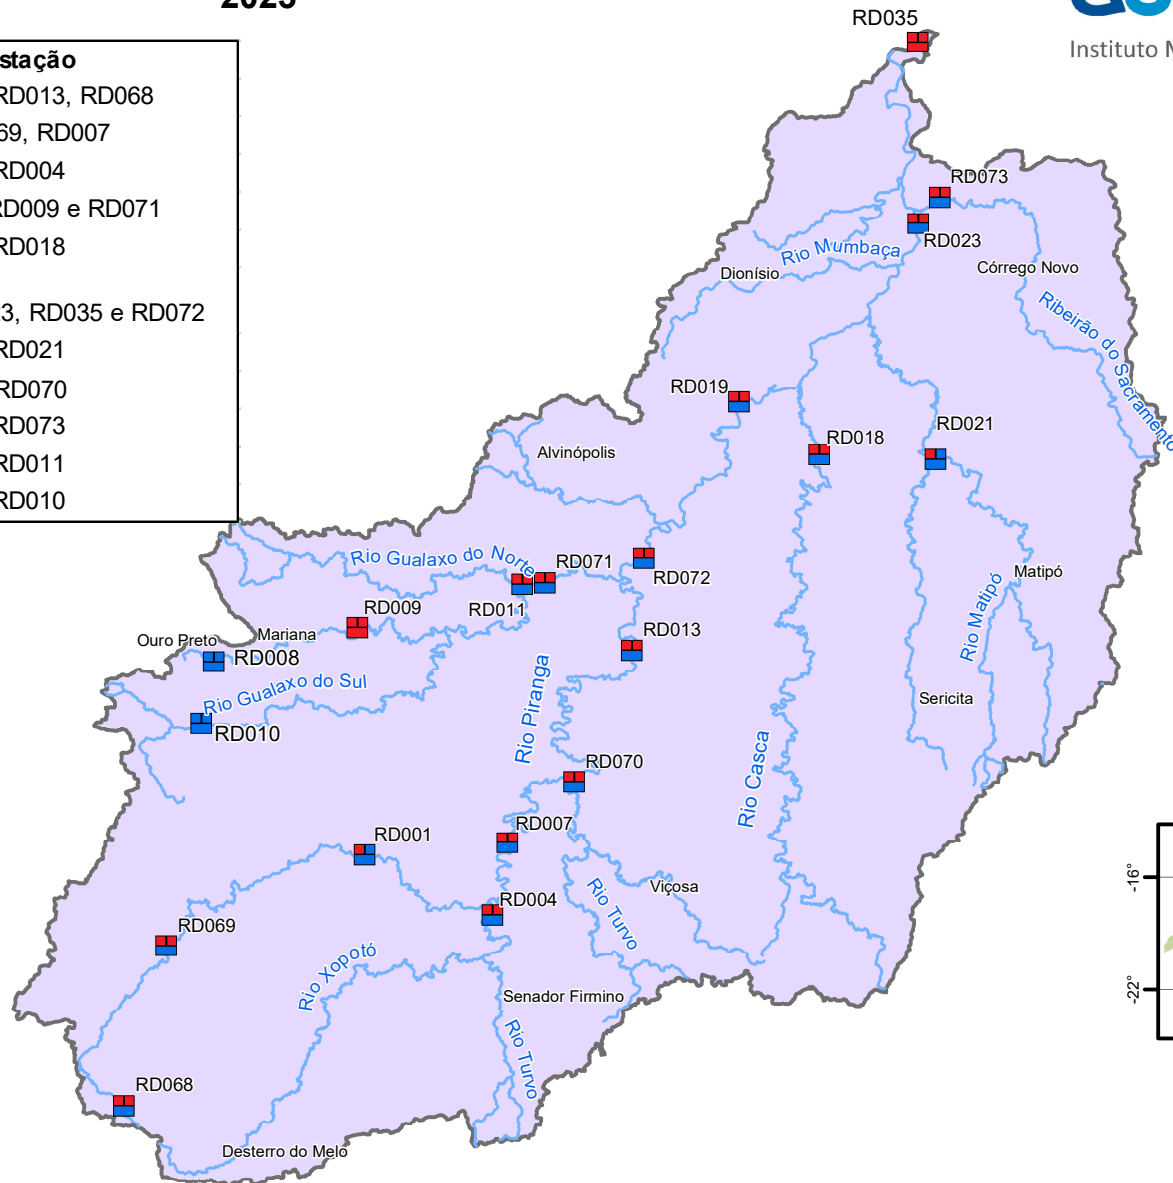 2023
RD035
Instituto
stação
RD013, RD068
69, RD007
RD004
RD009 e RD071
RD018
3, RD035 e RD072
RD021
RD070
RD073
RD011
RD010
RD073
RD023
Rio Mumbaça
Dionísio
Córrego Novo
Ribeirão do Sacramento
RD019
RD021
RD018
Alvinópolis
Rio Gualaxo do Norte
RD071
RD072
Matipó
RD011
RD009
RD013
Rio Matipó
Ouro Preto
Mariana
RD008
Rio Gualaxo do Sul
Rio Piranga
Sericita
RD010
Rio Casca
RD070
RD007
RD001
-16°
Viçosa
RD004
Rio Turvo
RD069
Rio Xopotó
-22°
Senador Firmino
Rio Turvo
RD068
Desterro do Melo